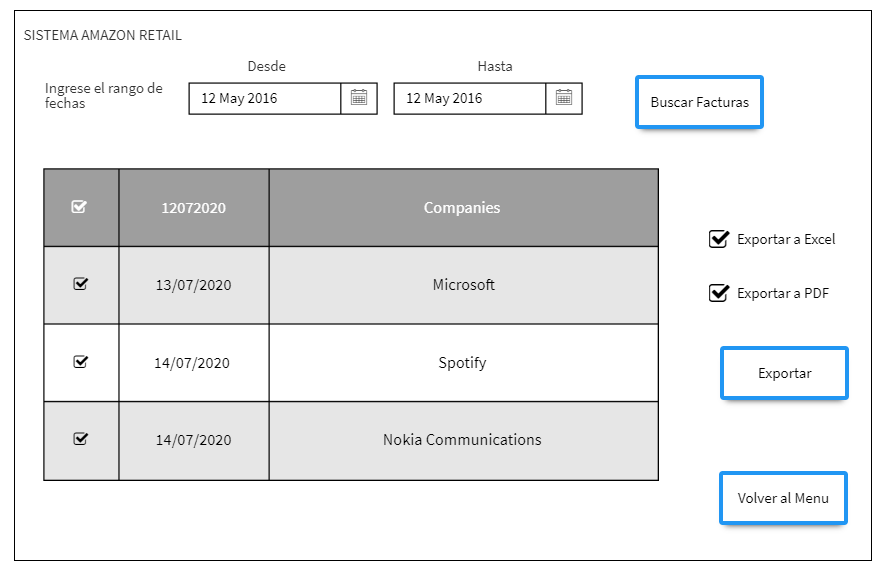 SISTEMA AMAZON RETAIL
Desde
Hasta
Ingrese el rango de
fechas
12 May 2016
12 May 2016
Buscar Facturas
12072020
Companies
13/07/2020
Microsoft
14/07/2020
Spotify
14/07/2020
Nokia Communications
Exportar a Excel
Exportar a PDF
Exportar
Volver al Menu